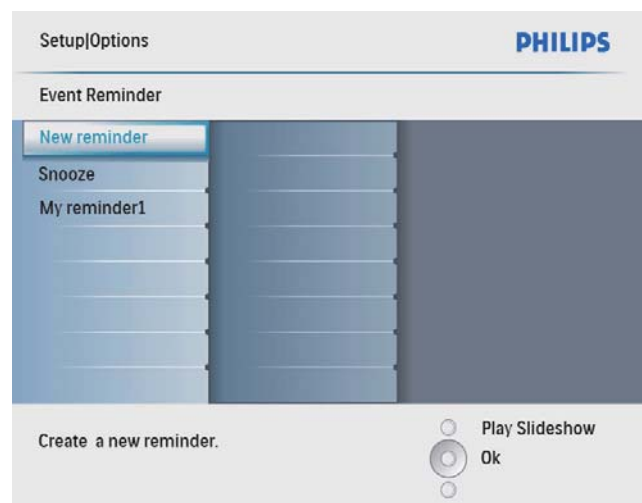 Setup|Options
PHILIPS
Event Reminder
New reminder
Snooze
My reminder1
Create a new reminder.
Play Slideshow
Ok